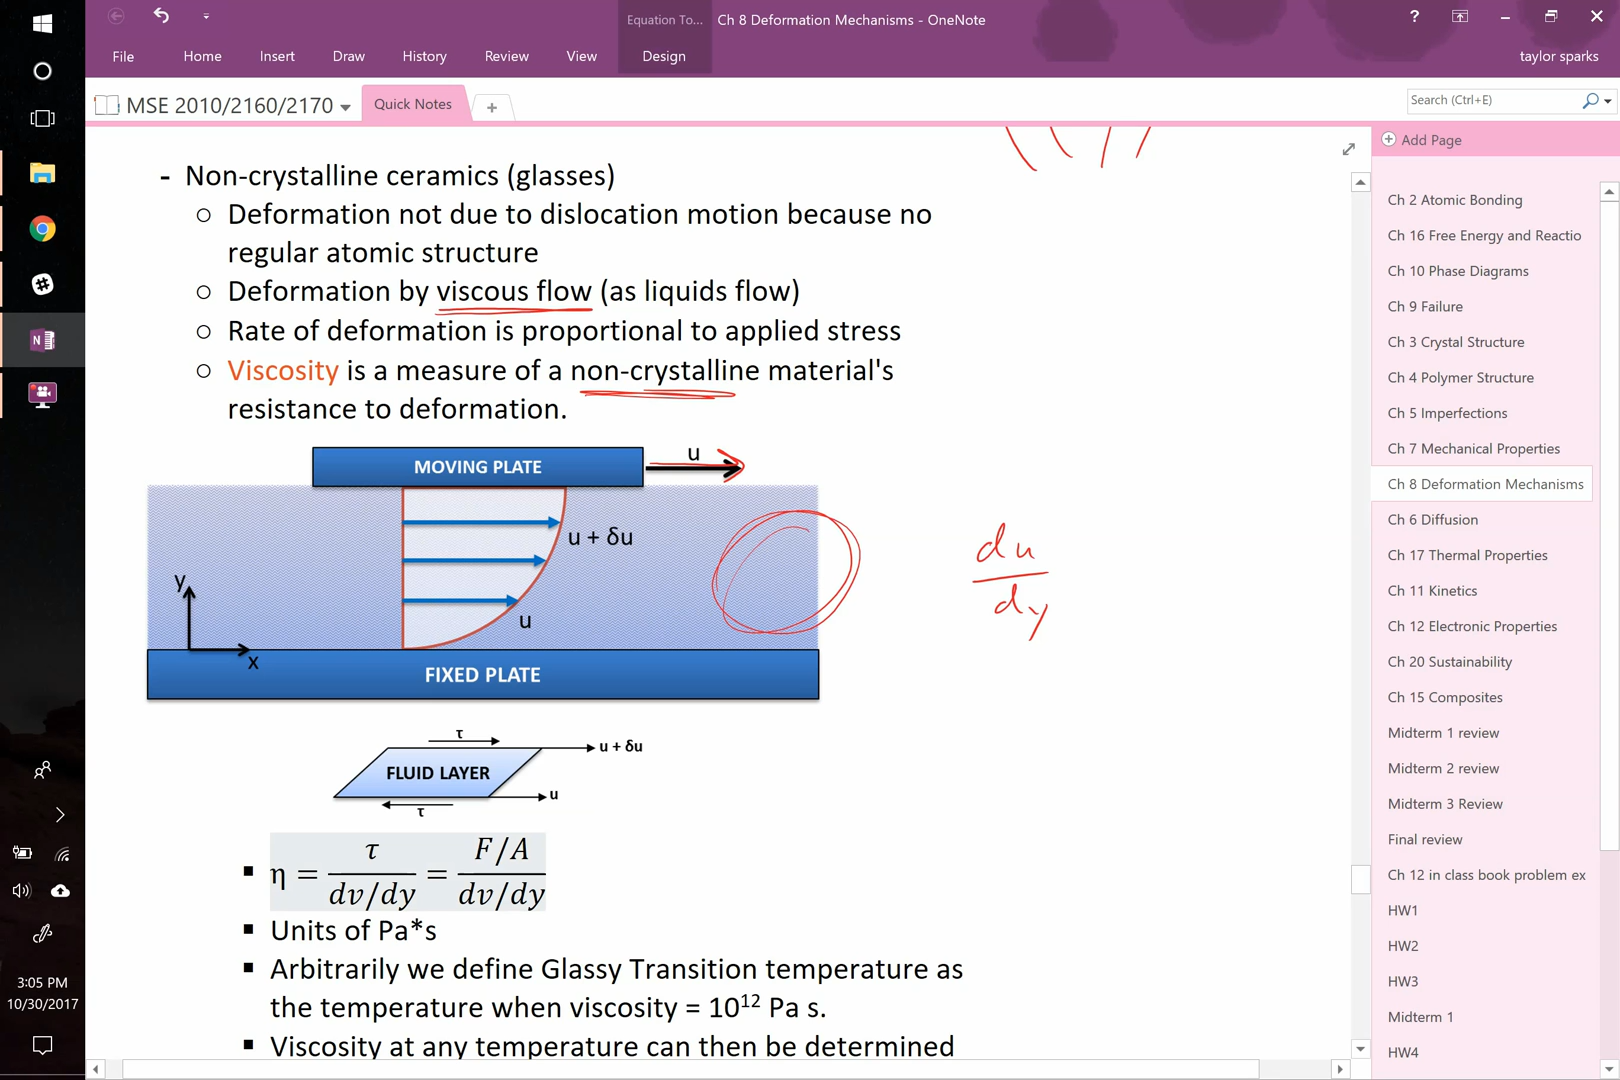 Equation To...
Ch 8 Deformation Mechanisms - OneNote
?
File
Home
Insert
Draw
History
Review
View
Design
taylor sparks
MSE 2010/2160/2170
Quick Notes
+
Search (Ctrl+E)
- Non-crystalline ceramics (glasses)
○ Deformation not due to dislocation motion because no
regular atomic structure
○ Deformation by viscous flow (as liquids flow)
○ Rate of deformation is proportional to applied stress
○ Viscosity is a measure of a non-crystalline material's
resistance to deformation.
MOVING PLATE
u
u + δu
u
y
x
FIXED PLATE
du
dy
τ
u + δu
FLUID LAYER
u
τ
▪ η = τ / (dv/dy) = (F/A) / (dv/dy)
▪ Units of Pa*s
▪ Arbitrarily we define Glassy Transition temperature as
the temperature when viscosity = 10¹² Pa s.
▪ Viscosity at any temperature can then be determined
Add Page
Ch 2 Atomic Bonding
Ch 16 Free Energy and Reactio
Ch 10 Phase Diagrams
Ch 9 Failure
Ch 3 Crystal Structure
Ch 4 Polymer Structure
Ch 5 Imperfections
Ch 7 Mechanical Properties
Ch 8 Deformation Mechanisms
Ch 6 Diffusion
Ch 17 Thermal Properties
Ch 11 Kinetics
Ch 12 Electronic Properties
Ch 20 Sustainability
Ch 15 Composites
Midterm 1 review
Midterm 2 review
Midterm 3 Review
Final review
Ch 12 in class book problem ex
HW1
HW2
HW3
Midterm 1
HW4
N
3:05 PM
10/30/2017